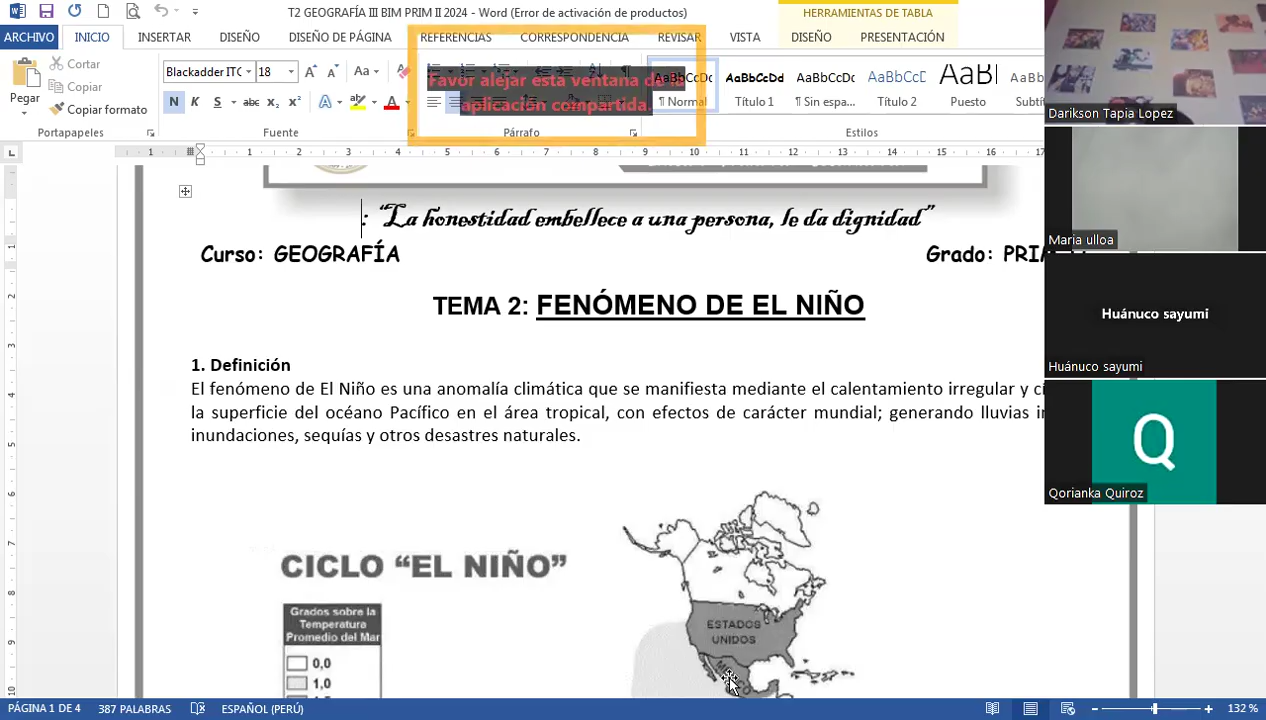 T2 GEOGRAFÍA III BIM PRIM II 2024 - Word (Error de activación de productos)
HERRAMIENTAS DE TABLA
ARCHIVO INICIO INSERTAR DISEÑO DISEÑO DE PÁGINA REFERENCIAS CORRESPONDENCIA REVISAR VISTA DISEÑO PRESENTACIÓN
Pegar
Cortar
Copiar
Copiar formato
Portapapeles
Blackadder ITC 18
Fuente
Favor alejar esta ventana de la
aplicación compartida.
Párrafo
AaBbCcDc AaBbCcDd AaBbCcDc AaBbCcD AaB
¶ Normal Título 1 ¶ Sin espa... Título 2 Puesto
Estilos
: “La honestidad embellece a una persona, le da dignidad”
Curso: GEOGRAFÍA Grado:
TEMA 2: FENÓMENO DE EL NIÑO
1. Definición
El fenómeno de El Niño es una anomalía climática que se manifiesta mediante el calentamiento irregular y
la superficie del océano Pacífico en el área tropical, con efectos de carácter mundial; generando lluvias
inundaciones, sequías y otros desastres naturales.
CICLO “EL NIÑO”
Grados sobre la
Temperatura
Promedio del Mar
0,0
1,0
ESTADOS
UNIDOS
Darikson Tapia Lopez
Maria ulloa
Huánuco sayumi
Huánuco sayumi
Q
Qorianka Quiroz
PÁGINA 1 DE 4 387 PALABRAS ESPAÑOL (PERÚ) 132 %